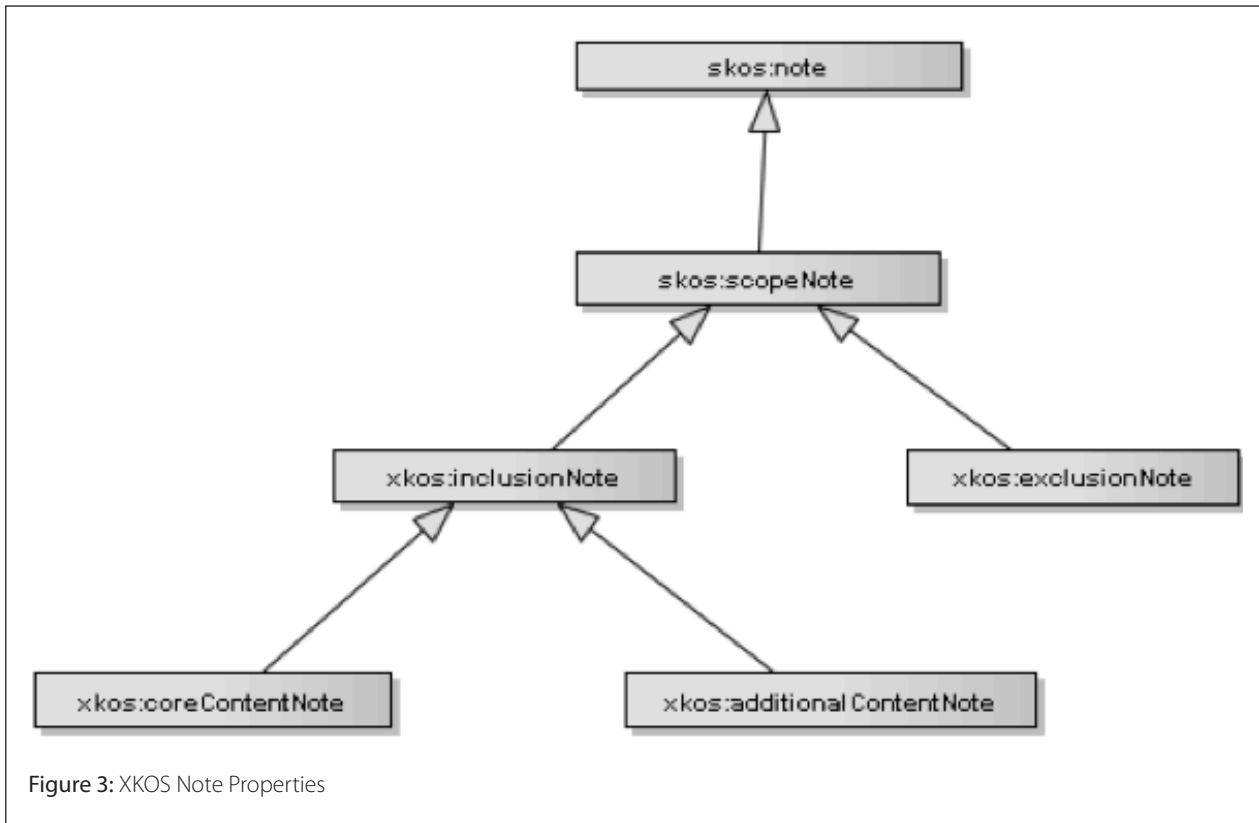 skos:note
skos:scopeNote
xkos:inclusionNote
xkos:exclusionNote
xkos:coreContentNote
xkos:additionalContentNote
Figure 3: XKOS Note Properties